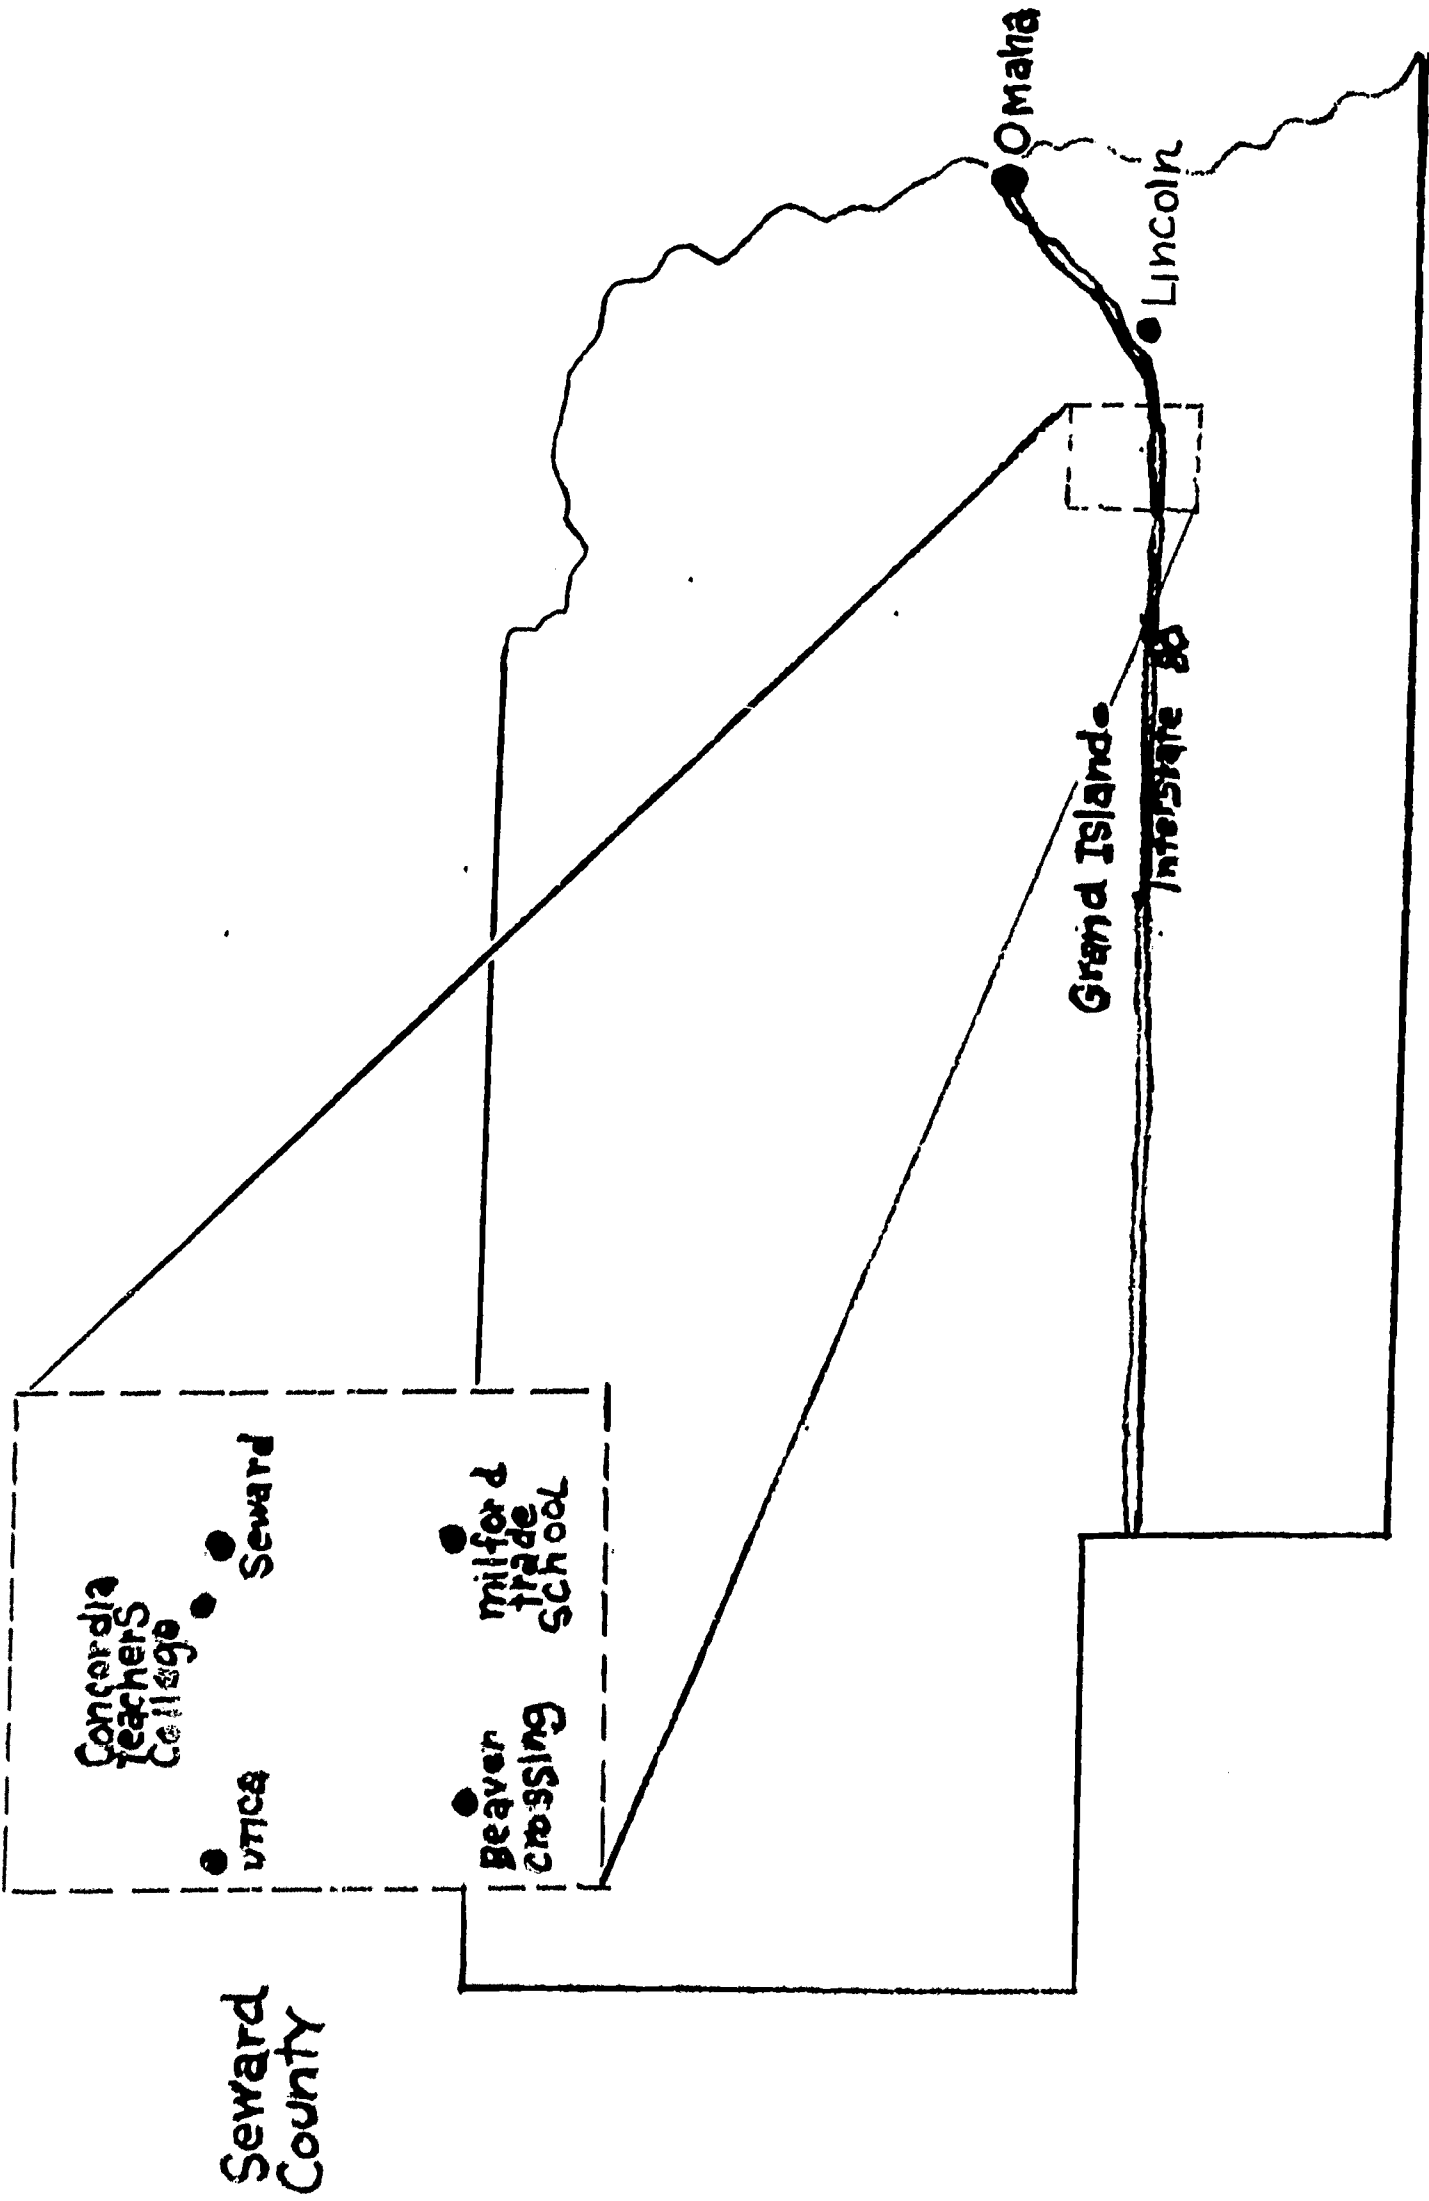 Seward
County
Concordia
Teachers
College
Seward
utica
milford
trade
school
Beaver
crossing
Omaha
Lincoln
Grand Island
Interstate 80